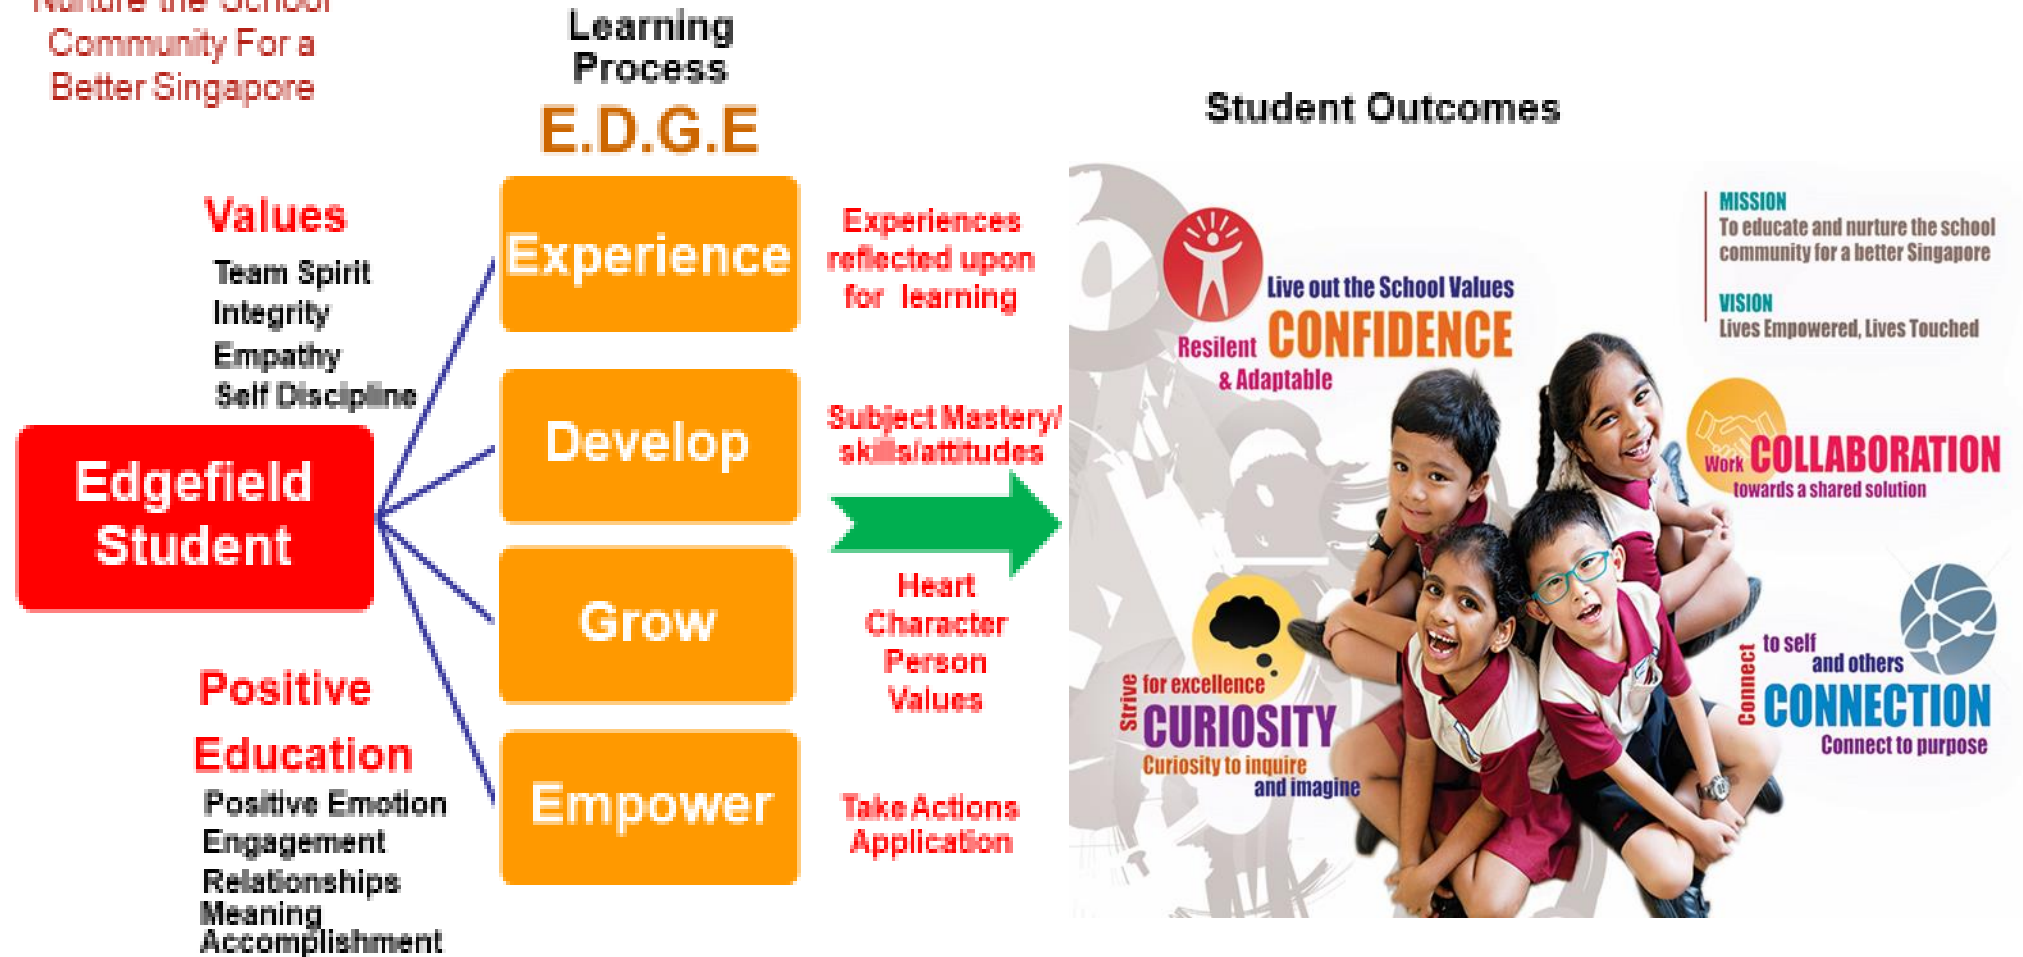 Nurture the School
Community For a
Better Singapore
Learning
Process
E.D.G.E
Values
Team Spirit
Integrity
Empathy
Self Discipline
Edgefield
Student
Positive
Education
Positive Emotion
Engagement
Relationships
Meaning
Accomplishment
Experience
Develop
Grow
Empower
Experiences
reflected upon
for learning
Subject Mastery/
skills/attitudes
Heart
Character
Person
Values
Take Actions
Application
Student Outcomes
MISSION
To educate and nurture the school
community for a better Singapore
VISION
Lives Empowered, Lives Touched
Live out the School Values
CONFIDENCE
Resilent
& Adaptable
Work COLLABORATION
towards a shared solution
Strive for excellence
CURIOSITY
Curiosity to inquire
and imagine
Connect to self
and others
CONNECTION
Connect to purpose